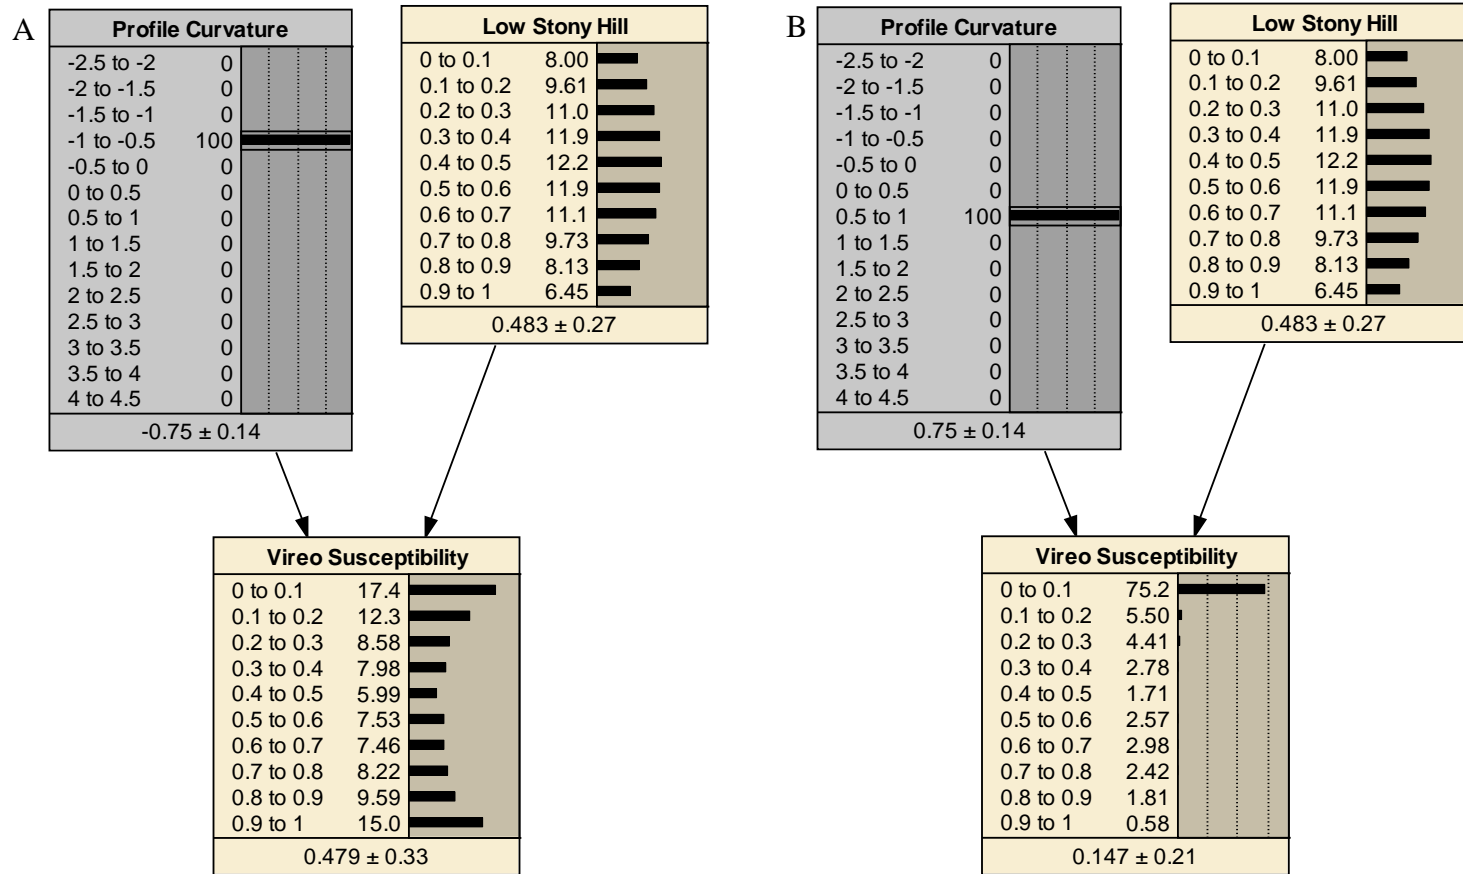 A
Profile Curvature
-2.5 to -2 0
-2 to -1.5 0
-1.5 to -1 0
-1 to -0.5 100
-0.5 to 0 0
0 to 0.5 0
0.5 to 1 0
1 to 1.5 0
1.5 to 2 0
2 to 2.5 0
2.5 to 3 0
3 to 3.5 0
3.5 to 4 0
4 to 4.5 0
-0.75 ± 0.14
Low Stony Hill
0 to 0.1 8.00
0.1 to 0.2 9.61
0.2 to 0.3 11.0
0.3 to 0.4 11.9
0.4 to 0.5 12.2
0.5 to 0.6 11.9
0.6 to 0.7 11.1
0.7 to 0.8 9.73
0.8 to 0.9 8.13
0.9 to 1 6.45
0.483 ± 0.27
Vireo Susceptibility
0 to 0.1 17.4
0.1 to 0.2 12.3
0.2 to 0.3 8.58
0.3 to 0.4 7.98
0.4 to 0.5 5.99
0.5 to 0.6 7.53
0.6 to 0.7 7.46
0.7 to 0.8 8.22
0.8 to 0.9 9.59
0.9 to 1 15.0
0.479 ± 0.33
B
Profile Curvature
-2.5 to -2 0
-2 to -1.5 0
-1.5 to -1 0
-1 to -0.5 0
-0.5 to 0 0
0 to 0.5 0
0.5 to 1 100
1 to 1.5 0
1.5 to 2 0
2 to 2.5 0
2.5 to 3 0
3 to 3.5 0
3.5 to 4 0
4 to 4.5 0
0.75 ± 0.14
Low Stony Hill
0 to 0.1 8.00
0.1 to 0.2 9.61
0.2 to 0.3 11.0
0.3 to 0.4 11.9
0.4 to 0.5 12.2
0.5 to 0.6 11.9
0.6 to 0.7 11.1
0.7 to 0.8 9.73
0.8 to 0.9 8.13
0.9 to 1 6.45
0.483 ± 0.27
Vireo Susceptibility
0 to 0.1 75.2
0.1 to 0.2 5.50
0.2 to 0.3 4.41
0.3 to 0.4 2.78
0.4 to 0.5 1.71
0.5 to 0.6 2.57
0.6 to 0.7 2.98
0.7 to 0.8 2.42
0.8 to 0.9 1.81
0.9 to 1 0.58
0.147 ± 0.21